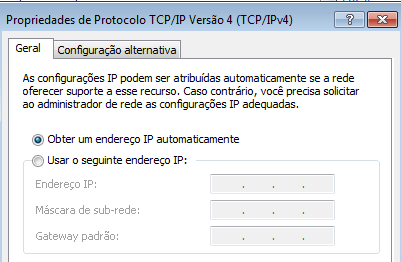 Propriedades de Protocolo TCP/IP Versão 4 (TCP/IPv4)
Geral Configuração alternativa
As configurações IP podem ser atribuídas automaticamente se a rede
oferecer suporte a esse recurso. Caso contrário, você precisa solicitar
ao administrador de rede as configurações IP adequadas.
Obter um endereço IP automaticamente
Usar o seguinte endereço IP:
Endereço IP:
Máscara de sub-rede:
Gateway padrão: